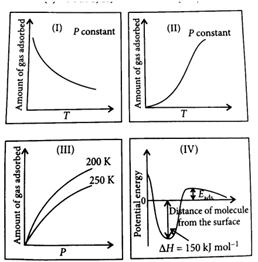 (I)
P constant
Amount of gas adsorbed
T
(II)
P constant
Amount of gas adsorbed
T
(III)
200 K
250 K
Amount of gas adsorbed
P
(IV)
Potential energy
0
E_ads
Distance of molecule
from the surface
ΔH = 150 kJ mol⁻¹